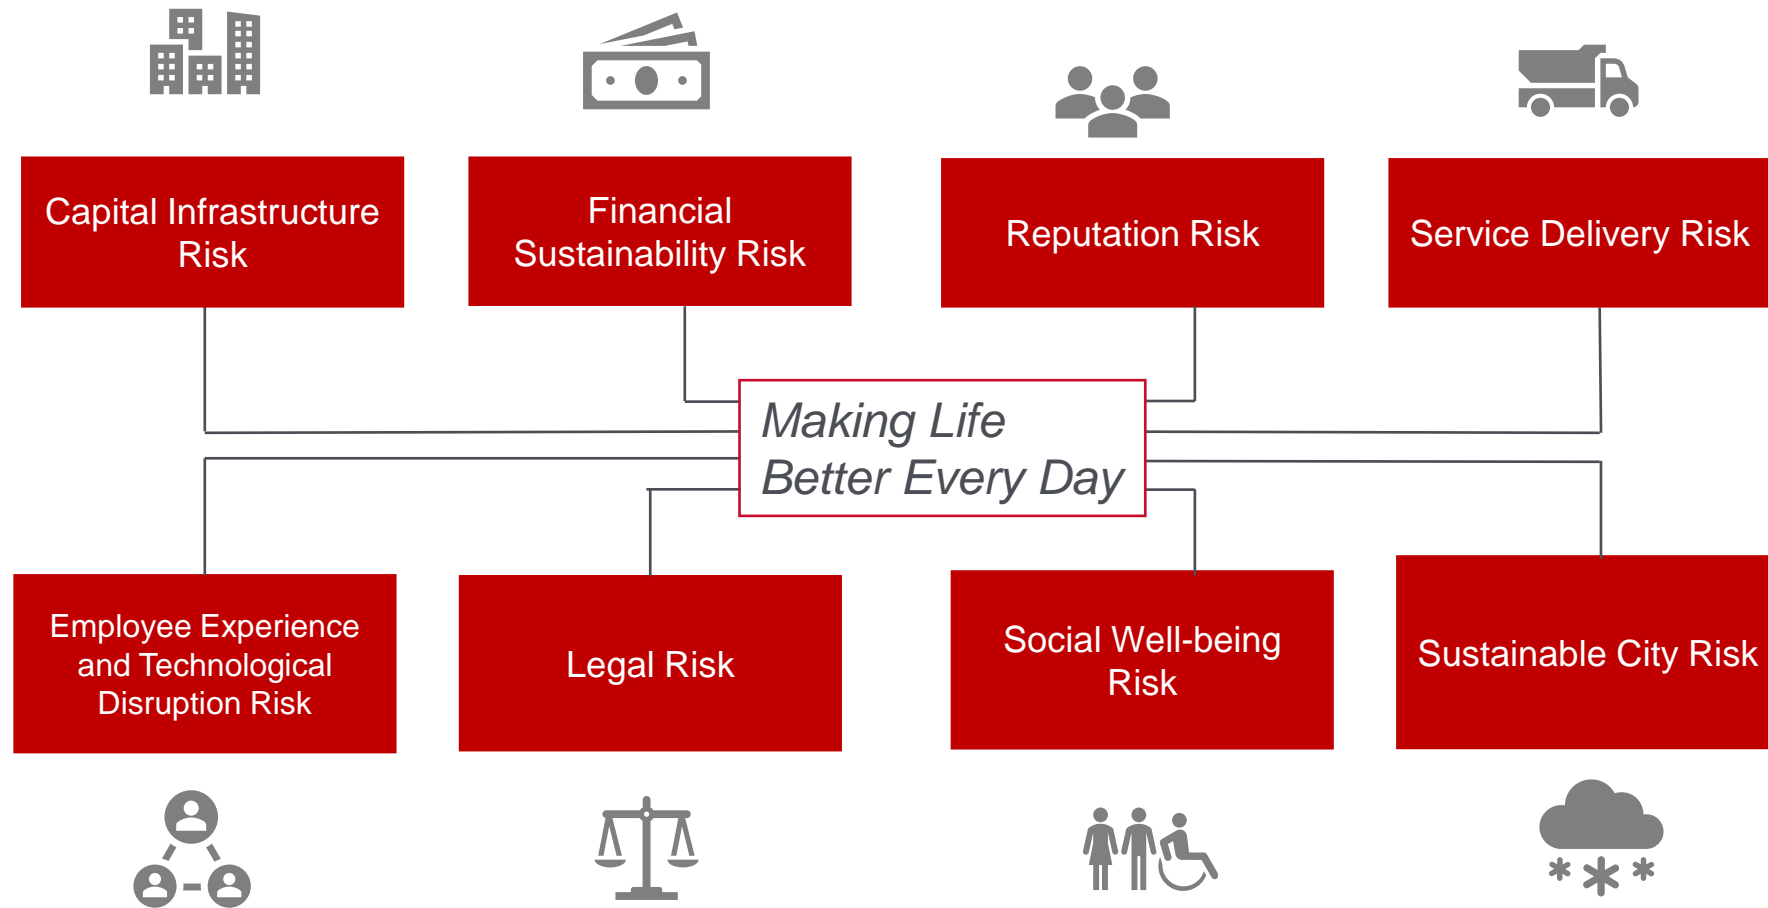 Capital Infrastructure
Risk
Financial
Sustainability Risk
Reputation Risk
Service Delivery Risk
Making Life
Better Every Day
Employee Experience
and Technological
Disruption Risk
Legal Risk
Social Well-being
Risk
Sustainable City Risk